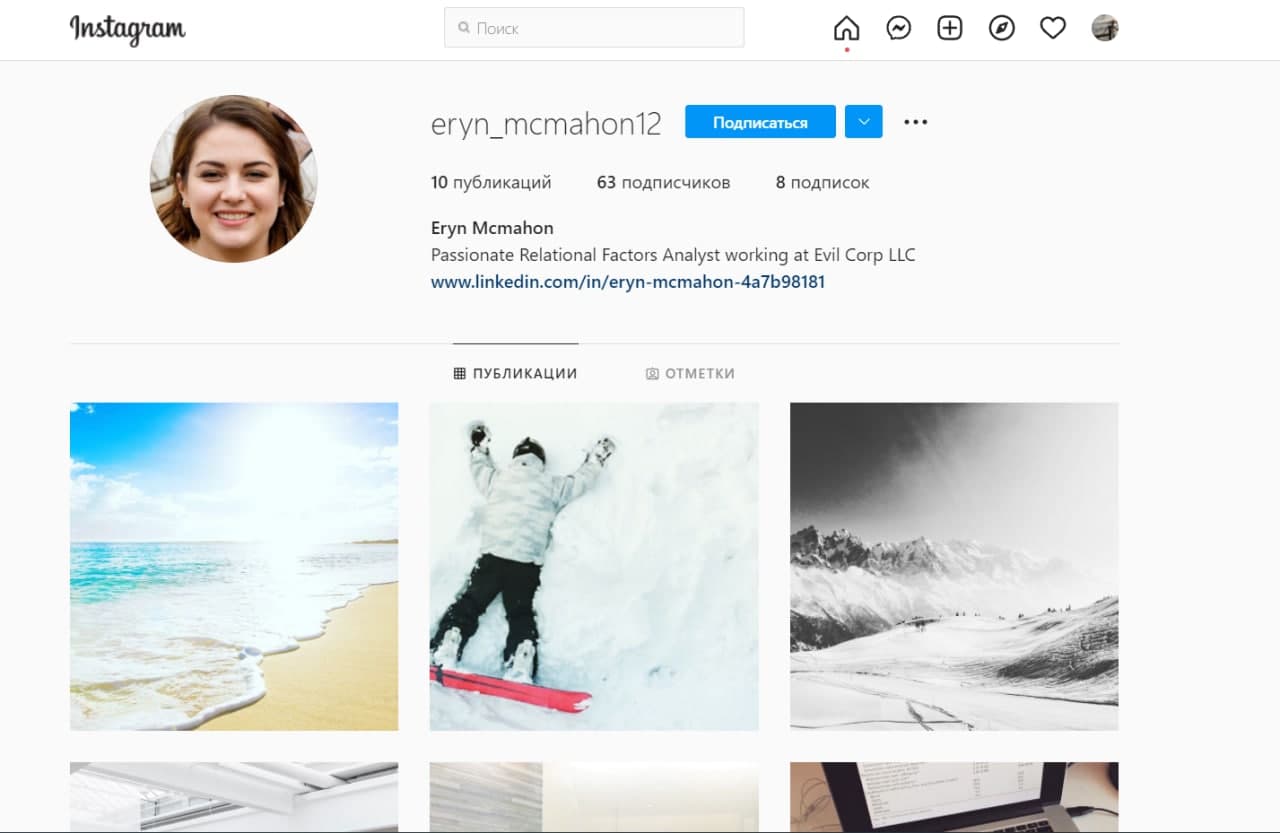 Instagram
Поиск
eryn_mcmahon12
Подписаться
10 публикаций 63 подписчиков 8 подписок
Eryn Mcmahon
Passionate Relational Factors Analyst working at Evil Corp LLC
www.linkedin.com/in/eryn-mcmahon-4a7b98181
ПУБЛИКАЦИИ ОТМЕТКИ